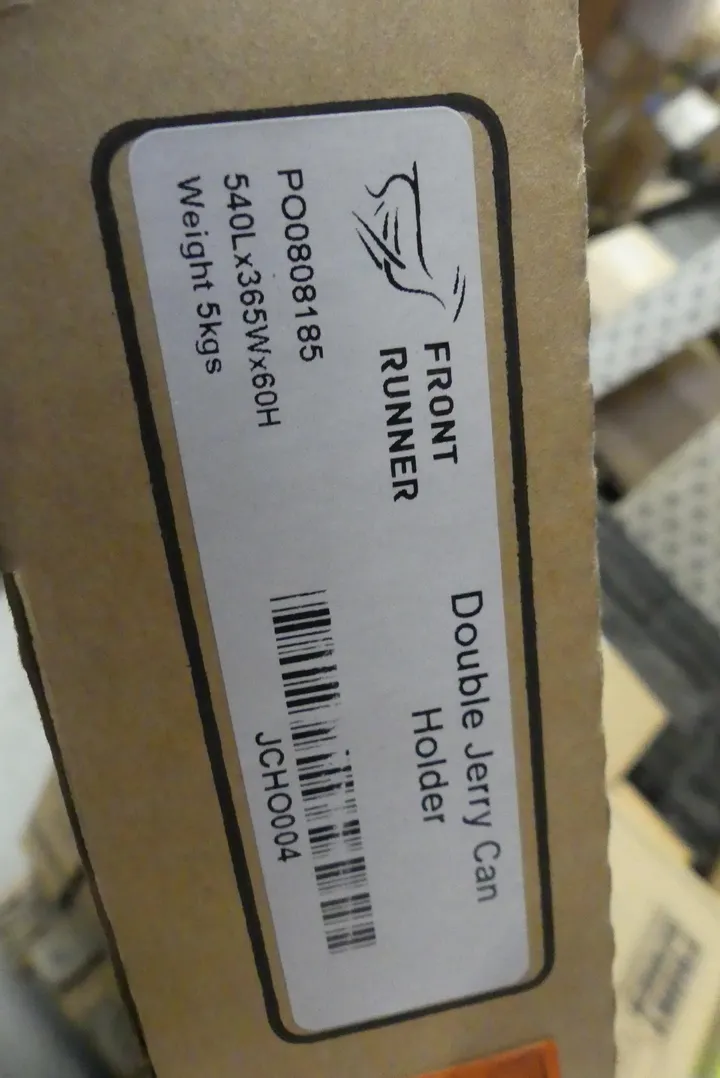 FRONT
RUNNER
Double Jerry Can
Holder
PO0808185
540Lx365Wx60H
Weight 5kgs
JCHO004